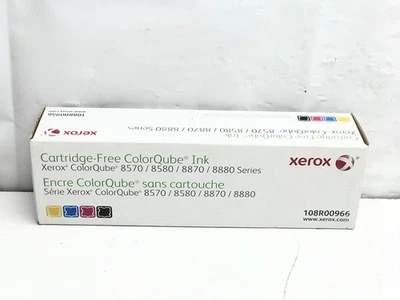 Cartridge-Free ColorQube® Ink
Xerox® ColorQube® 8570 / 8580 / 8870 / 8880 Series
Encre ColorQube® sans cartouche
Série Xerox® ColorQube® 8570 / 8580 / 8870 / 8880
xerox
108R00966
www.xerox.com
108R00966
xerox